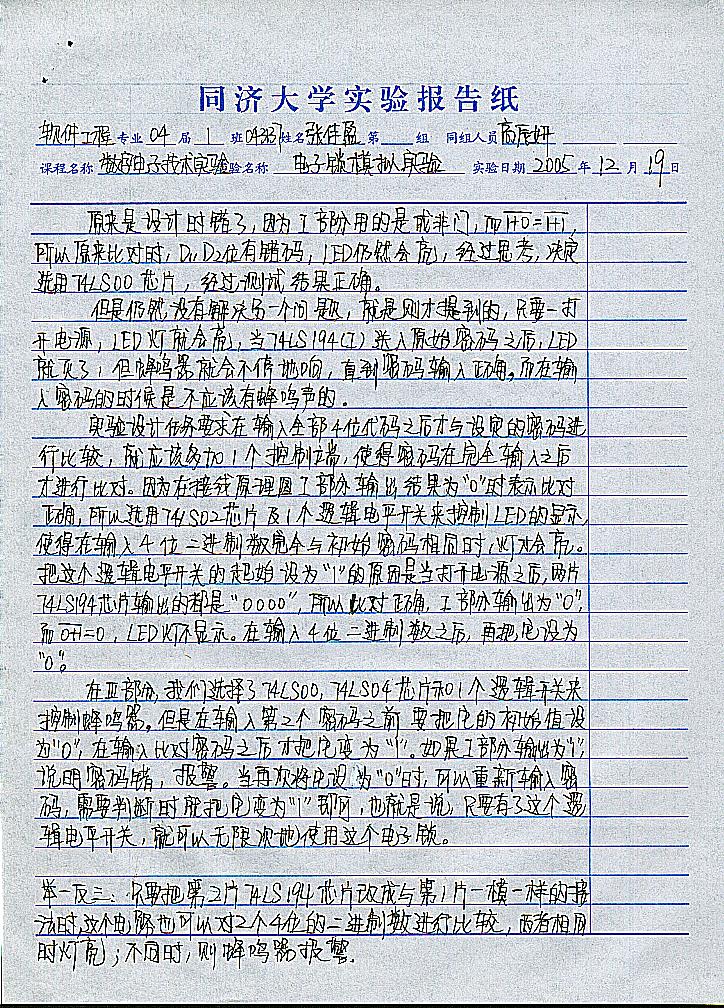 同济大学实验报告纸
软件工程专业 04 届 1 班 043137 姓名 张佳盈 第 组 同组人员 高辰妍
课程名称 数字电子技术实验 验名称 电子锁模拟实验 实验日期 2005 年 12 月 19 日
原来是设计时错了,因为I部分用的是或非门,而1+0=1+1,
所以原来比对时,D₁,D₂位有错码,LED仍然会亮,经过思考,决定
选用74LS00芯片,经过测试结果正确。
但是仍然没有解决另一个问题,就是刚才提到的,只要一打
开电源,LED灯就会亮,当74LS194(I)送入原始密码之后,LED
就灭了,但蜂鸣器就会不停地响,直到密码输入正确。而在输
入密码的时候是不应该有蜂鸣声的.
实验设计任务要求在输入全部4位代码之后才与设定的密码进
行比较,就应该多加1个控制端,使得密码在完全输入之后
才进行比对。因为在接线原理图I部分输出结果为"0"时表示比对
正确,所以选用74LS02芯片及1个逻辑电平开关来控制LED的显示,
使得在输入4位二进制数完全与初始密码相同时,灯才会亮。
把这个逻辑电平开关的起始设为"1"的原因是当打开电源之后,两片
74LS194芯片输出的都是"0000",所以比对正确,I部分输出为"0",
而0+1=0,LED灯不显示。在输入4位二进制数之后,再把它设为
"0"。
在III部分,我们选择了74LS00,74LS04芯片和1个逻辑开关来
控制蜂鸣器。但是在输入第2个密码之前要把它的初始值设
为"0",在输入比对密码之后才把它变为"1"。如果I部分输出为"1",
说明密码错,报警。当再次将它设为"0"时,可以重新输入密
码,需要判断时就把它变为"1"即可,也就是说,只要有了这个逻
辑电平开关,就可以无限次地使用这个电子锁。
举一反三:只要把第2片74LS194芯片改成与第1片一模一样的接
法时,这个电路也可以对2个4位的二进制数进行比较,两者相同
时灯亮;不同时,则蜂鸣器报警.